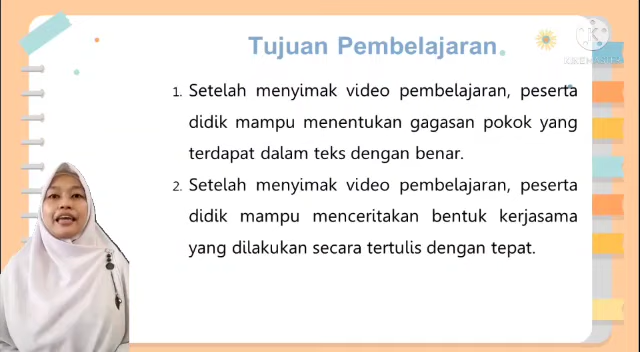 Tujuan Pembelajaran
1. Setelah menyimak video pembelajaran, peserta
didik mampu menentukan gagasan pokok yang
terdapat dalam teks dengan benar.
2. Setelah menyimak video pembelajaran, peserta
didik mampu menceritakan bentuk kerjasama
yang dilakukan secara tertulis dengan tepat.